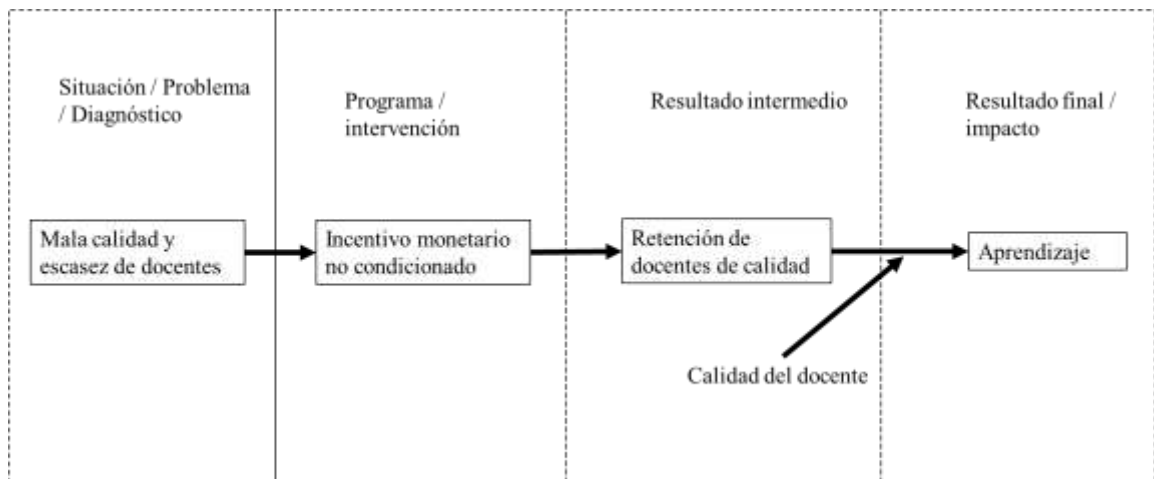 Situación / Problema
/ Diagnóstico
Programa /
intervención
Resultado intermedio
Resultado final /
impacto
Mala calidad y
escasez de docentes
Incentivo monetario
no condicionado
Retención de
docentes de calidad
Aprendizaje
Calidad del docente